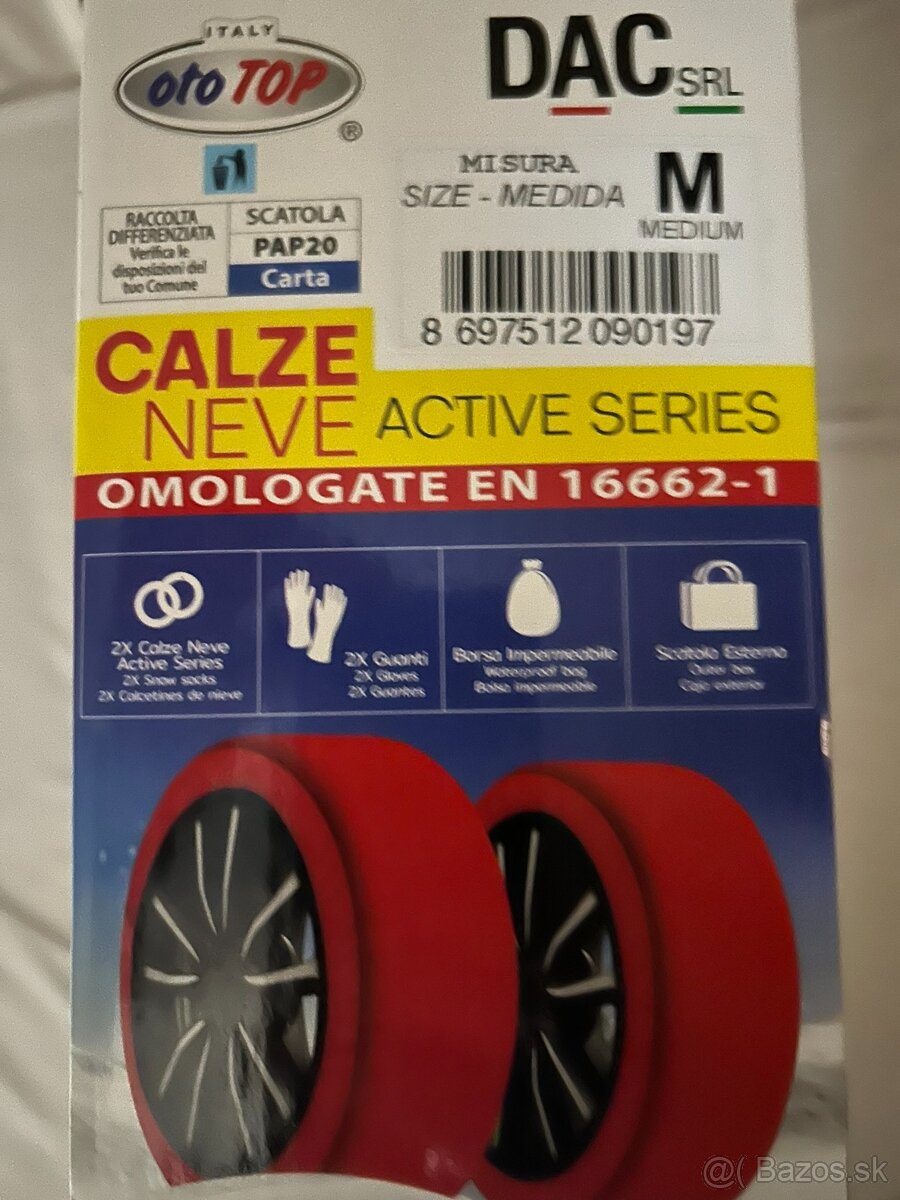 ITALY
oto TOP
®
DAC SRL
MISURA
SIZE - MEDIDA
M
MEDIUM
RACCOLTA
DIFFERENZIATA
Verifica le
disposizioni del
tuo Comune
SCATOLA
PAP20
Carta
8 697512 090197
CALZE
NEVE
ACTIVE SERIES
OMOLOGATE EN 16662-1
2X Calze Neve
Active Series
2X Snow socks
2X Calcetines de nieve
2X Guanti
2X Gloves
2X Guantes
Borsa Impermeabile
Waterproof bag
Bolsa impermeable
Scatola Esterna
Outer box
Caja exterior
@( Bazos.sk